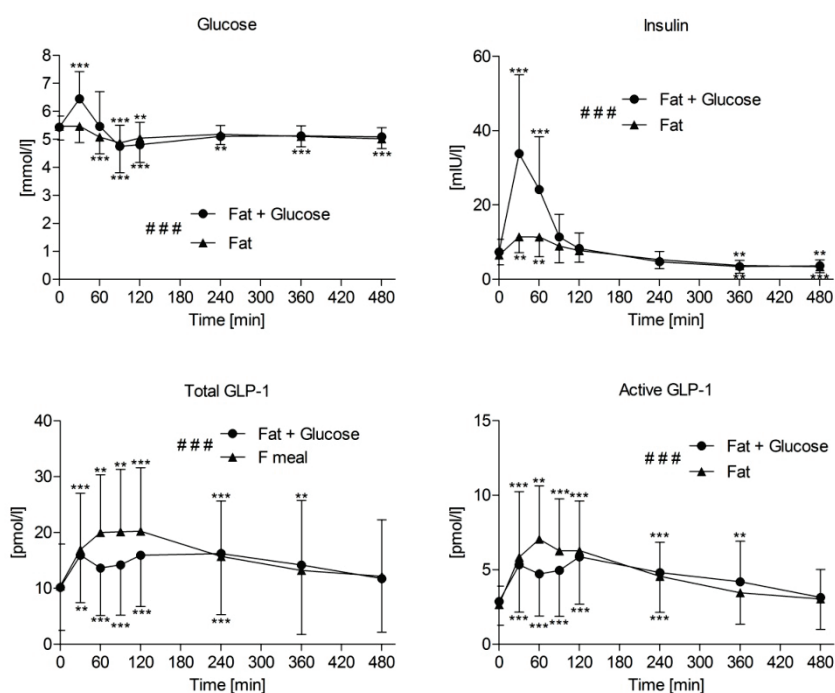 Glucose
8
7
6
5
4
3
2
1
0
[mmol/l]
***
***
**
***
***
***
**
***
***
### Fat + Glucose
Fat
0 60 120 180 240 300 360 420 480
Time [min]
Insulin
60
40
20
0
[mIU/l]
***
***
**
**
**
**
**
***
### Fat + Glucose
Fat
0 60 120 180 240 300 360 420 480
Time [min]
Total GLP-1
40
30
20
10
0
[pmol/l]
***
**
**
***
***
**
**
***
***
***
***
### Fat + Glucose
F meal
0 60 120 180 240 300 360 420 480
Time [min]
Active GLP-1
15
10
5
0
[pmol/l]
***
**
***
***
***
**
***
***
***
***
***
### Fat + Glucose
Fat
0 60 120 180 240 300 360 420 480
Time [min]